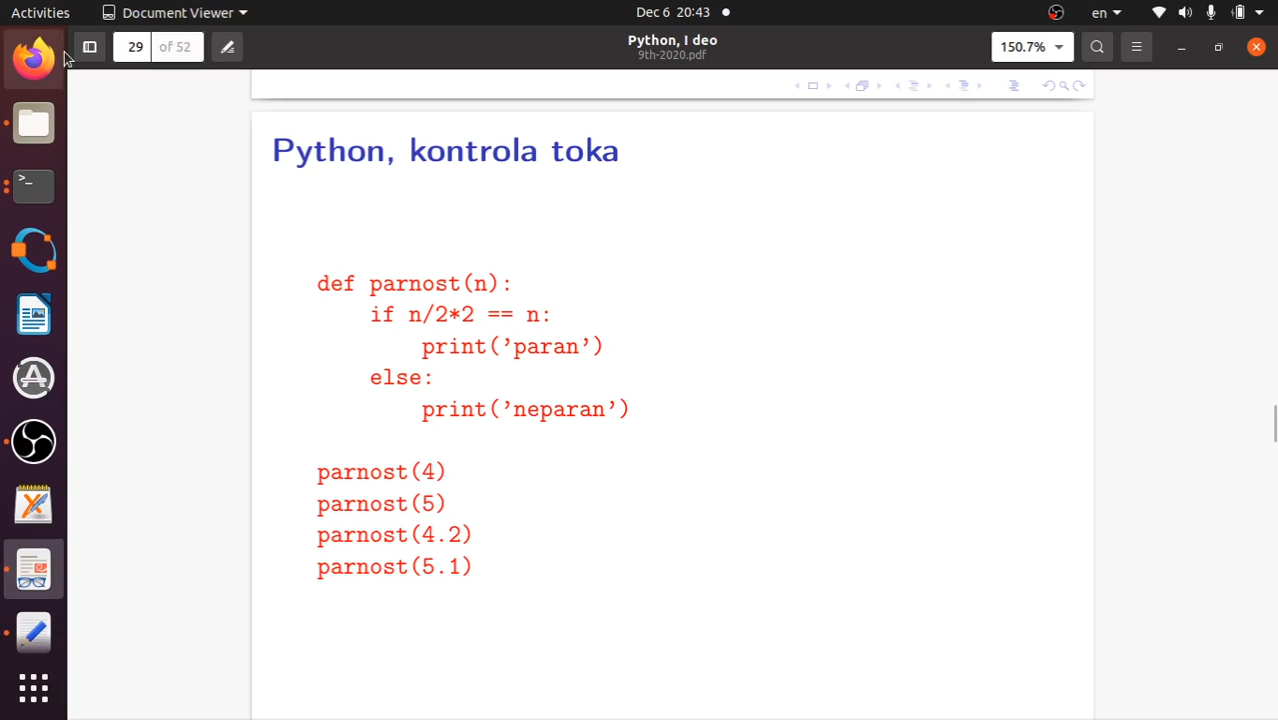 Activities
Document Viewer
Dec 6 20:43
en
29
of 52
Python, I deo
9th-2020.pdf
150.7%
Python, kontrola toka
def parnost(n):
    if n/2*2 == n:
        print('paran')
    else:
        print('neparan')
parnost(4)
parnost(5)
parnost(4.2)
parnost(5.1)